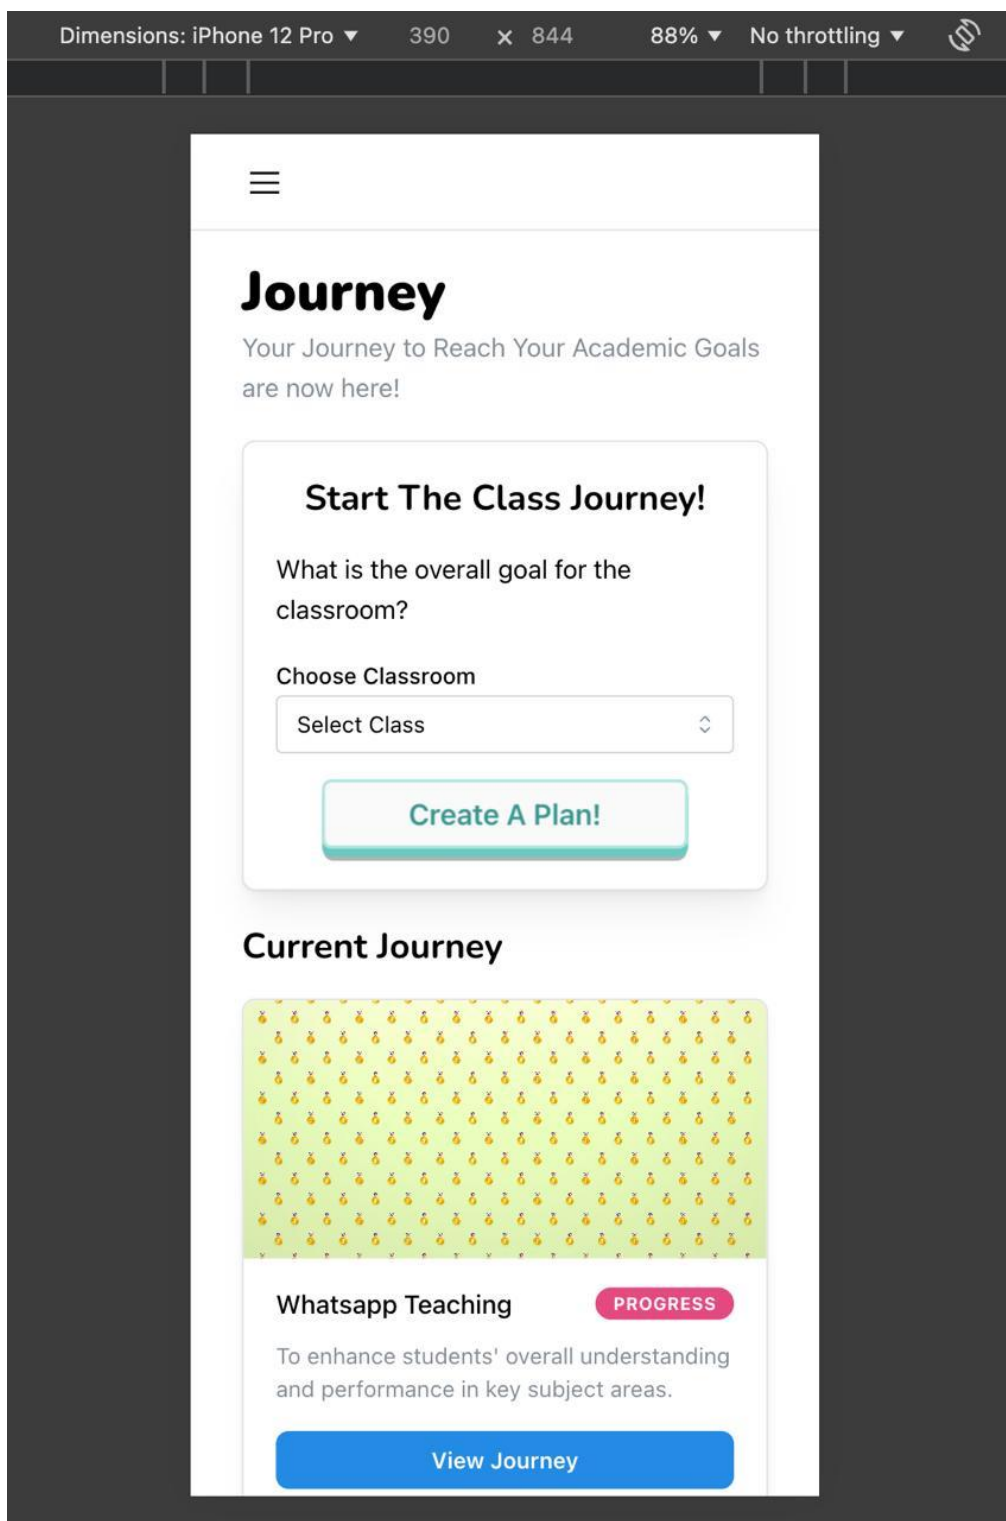 Dimensions: iPhone 12 Pro ▼ 390 × 844 88% ▼ No throttling ▼
Journey
Your Journey to Reach Your Academic Goals
are now here!
Start The Class Journey!
What is the overall goal for the
classroom?
Choose Classroom
Select Class
Create A Plan!
Current Journey
Whatsapp Teaching PROGRESS
To enhance students' overall understanding
and performance in key subject areas.
View Journey